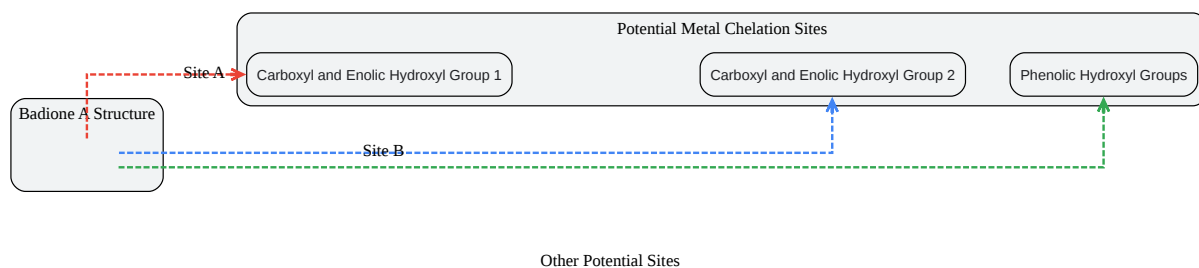 Potential Metal Chelation Sites
Site A
Carboxyl and Enolic Hydroxyl Group 1
Carboxyl and Enolic Hydroxyl Group 2
Phenolic Hydroxyl Groups
Badione A Structure
Site B
Other Potential Sites